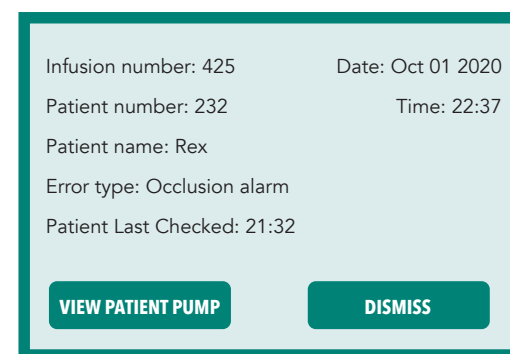 Infusion number: 425 Date: Oct 01 2020
Patient number: 232 Time: 22:37
Patient name: Rex
Error type: Occlusion alarm
Patient Last Checked: 21:32
VIEW PATIENT PUMP DISMISS